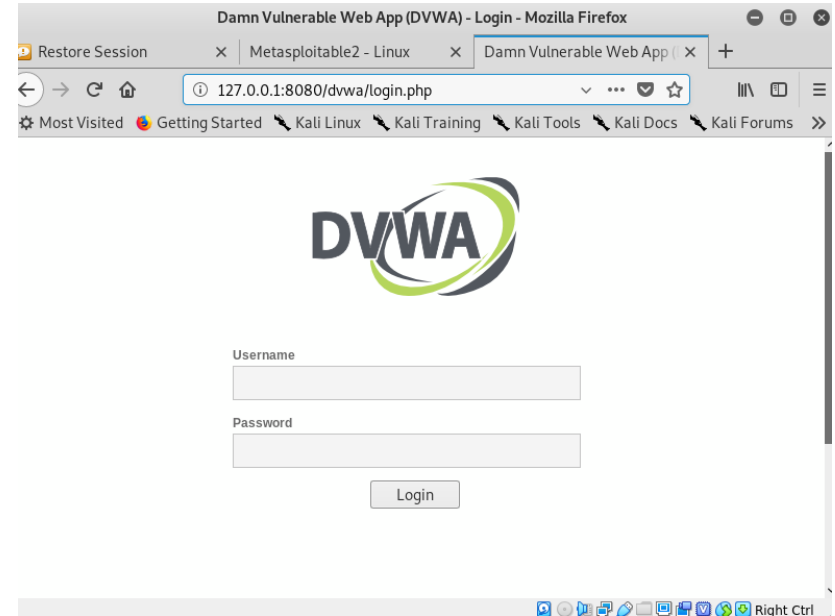 Damn Vulnerable Web App (DVWA) - Login - Mozilla Firefox
Restore Session
Metasploitable2 - Linux
Damn Vulnerable Web App (
127.0.0.1:8080/dvwa/login.php
Most Visited
Getting Started
Kali Linux
Kali Training
Kali Tools
Kali Docs
Kali Forums
DVWA
Username
Password
Login
Right Ctrl